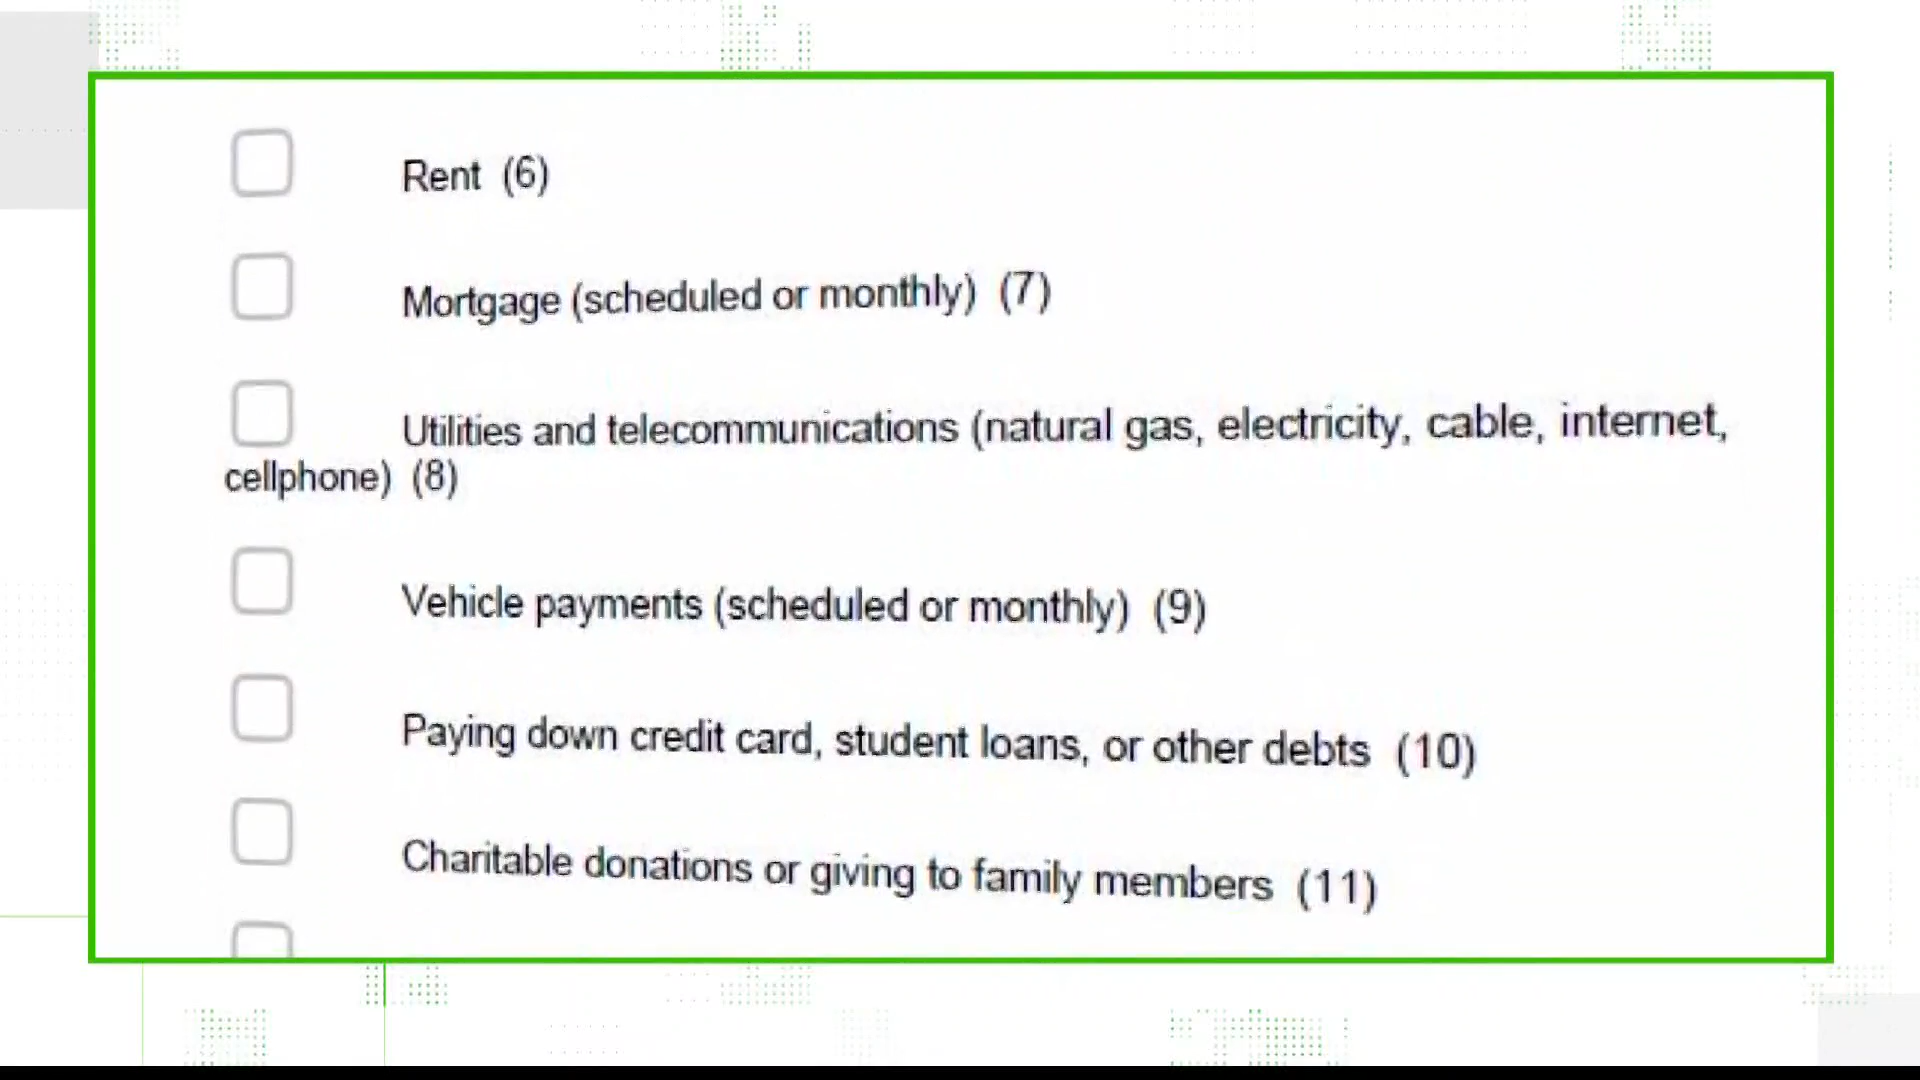 Rent (6)
Mortgage (scheduled or monthly) (7)
Utilities and telecommunications (natural gas, electricity, cable, internet,
cellphone) (8)
Vehicle payments (scheduled or monthly) (9)
Paying down credit card, student loans, or other debts (10)
Charitable donations or giving to family members (11)